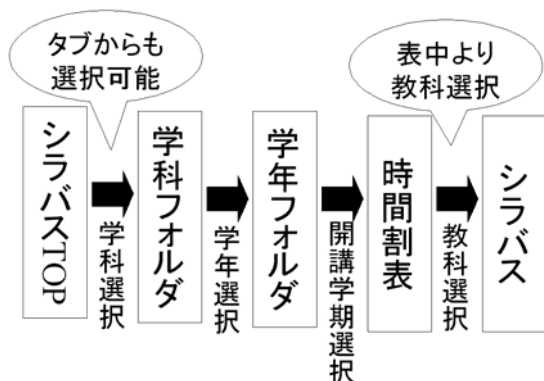 タブからも
選択可能
表中より
教科選択
シラバスTOP
学科選択
学科フォルダ
学年選択
学年フォルダ
開講学期選択
時間割表
教科選択
シラバス